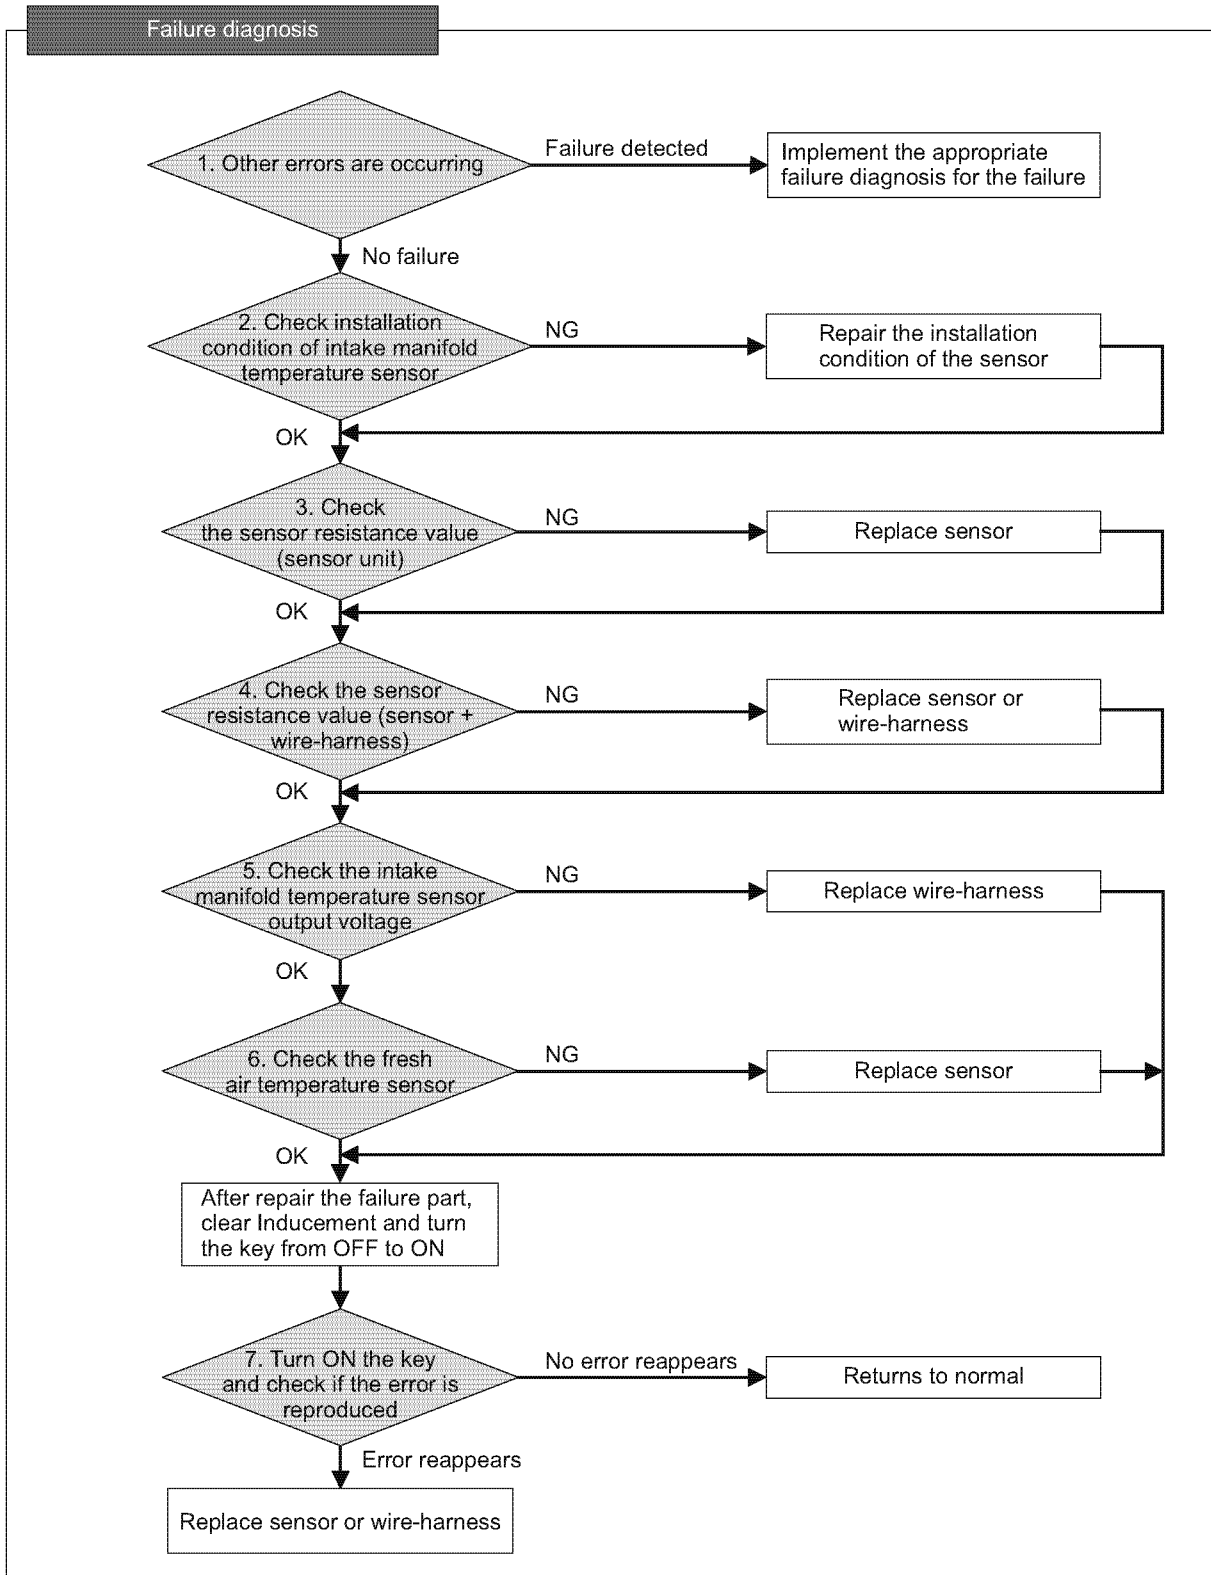 Failure diagnosis
1. Other errors are occurring
Failure detected
Implement the appropriate
failure diagnosis for the failure
No failure
2. Check installation
condition of intake manifold
temperature sensor
NG
Repair the installation
condition of the sensor
OK
3. Check
the sensor resistance value
(sensor unit)
NG
Replace sensor
OK
4. Check the sensor
resistance value (sensor +
wire-harness)
NG
Replace sensor or
wire-harness
OK
5. Check the intake
manifold temperature sensor
output voltage
NG
Replace wire-harness
OK
6. Check the fresh
air temperature sensor
NG
Replace sensor
OK
After repair the failure part,
clear Inducement and turn
the key from OFF to ON
7. Turn ON the key
and check if the error is
reproduced
No error reappears
Returns to normal
Error reappears
Replace sensor or wire-harness